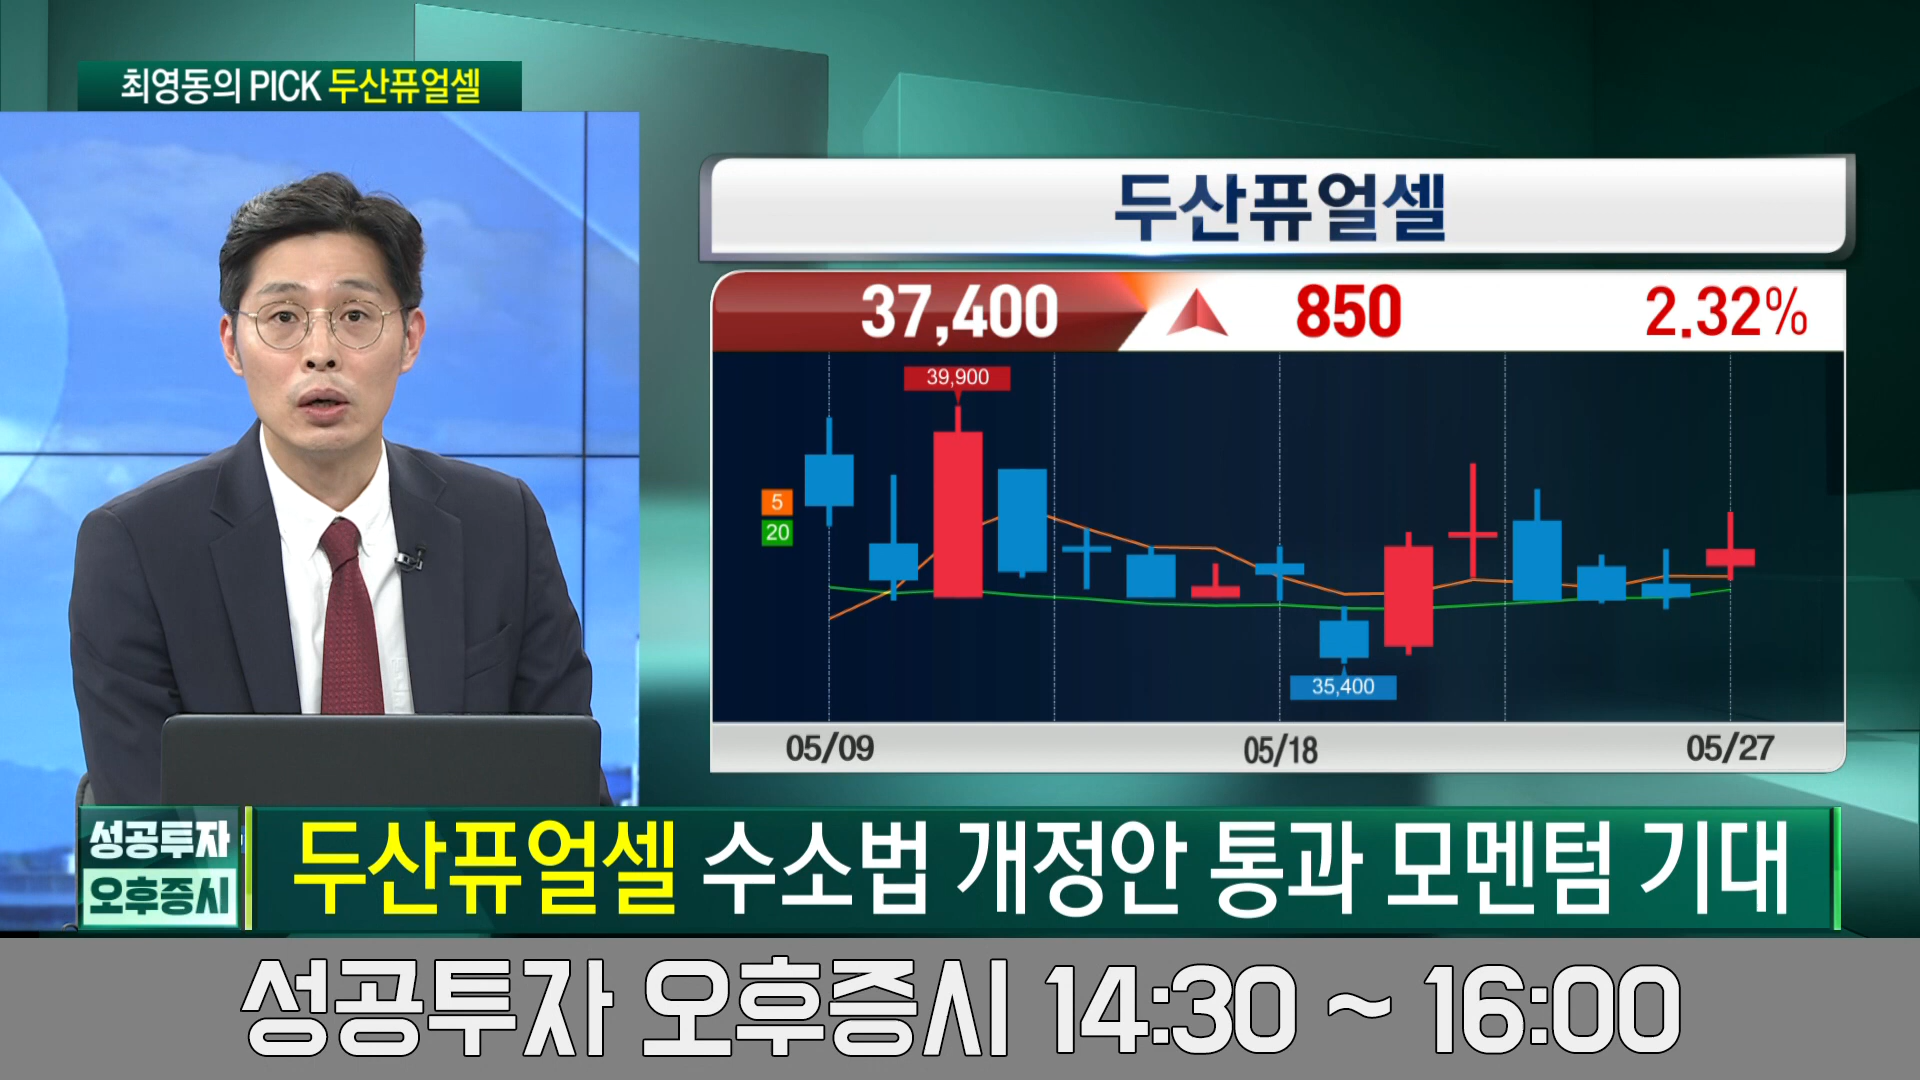 최영동의 PICK 두산퓨얼셀
두산퓨얼셀
37,400 850 2.32%
39,900
5
20
35,400
05/09 05/18 05/27
성공투자
오후증시
두산퓨얼셀 수소법 개정안 통과 모멘텀 기대
성공투자 오후증시 14:30 ~ 16:00